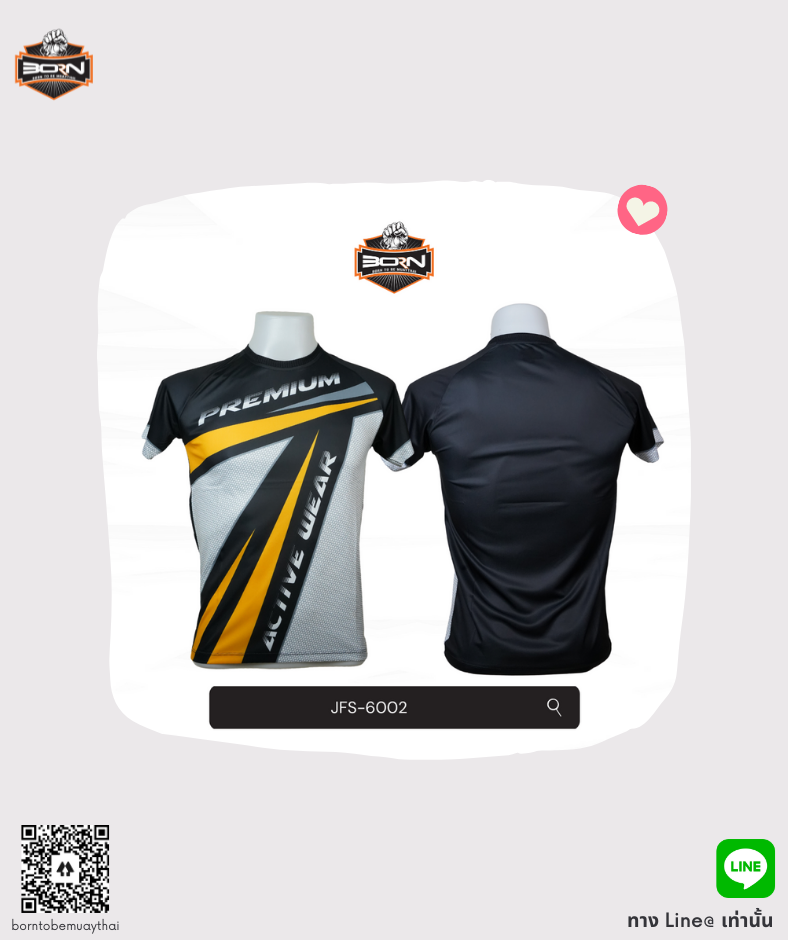 BORN
BORN TO BE MUAYTHAI
BORN
BORN TO BE MUAYTHAI
PREMIUM
ACTIVE WEAR
JFS-6002
LINE
borntobemuaythai
ทาง Line@ เท่านั้น